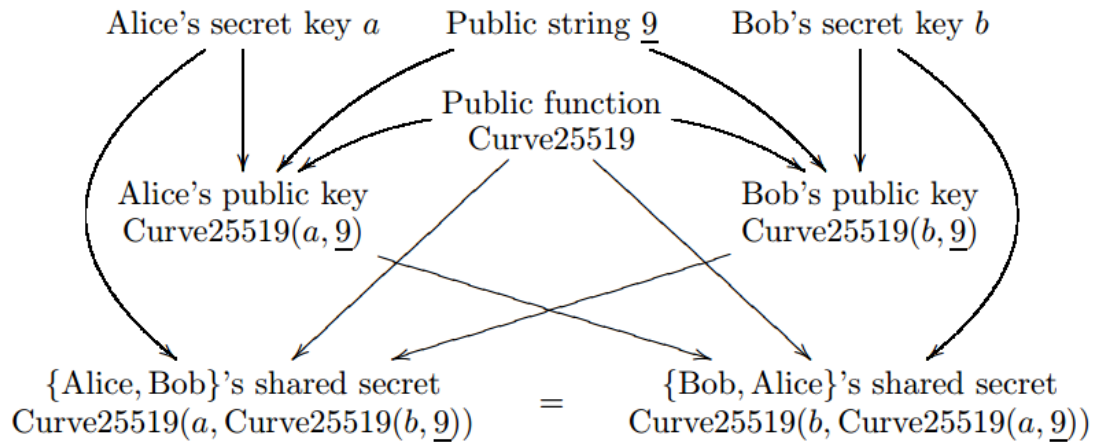 Alice's secret key a
Public string 9
Bob's secret key b
Public function
Curve25519
Alice's public key
Curve25519(a, 9)
Bob's public key
Curve25519(b, 9)
{Alice, Bob}'s shared secret
Curve25519(a, Curve25519(b, 9))
=
{Bob, Alice}'s shared secret
Curve25519(b, Curve25519(a, 9))